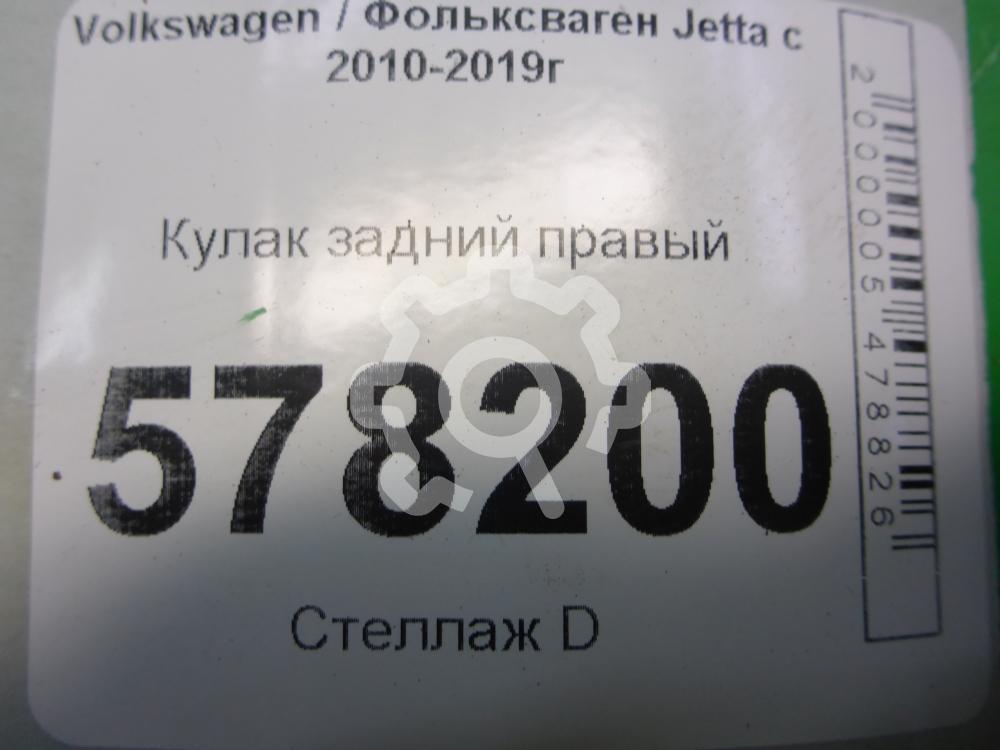 Volkswagen / Фольксваген Jetta с
2010-2019г
Кулак задний правый
578200
Стеллаж D
2000005478826